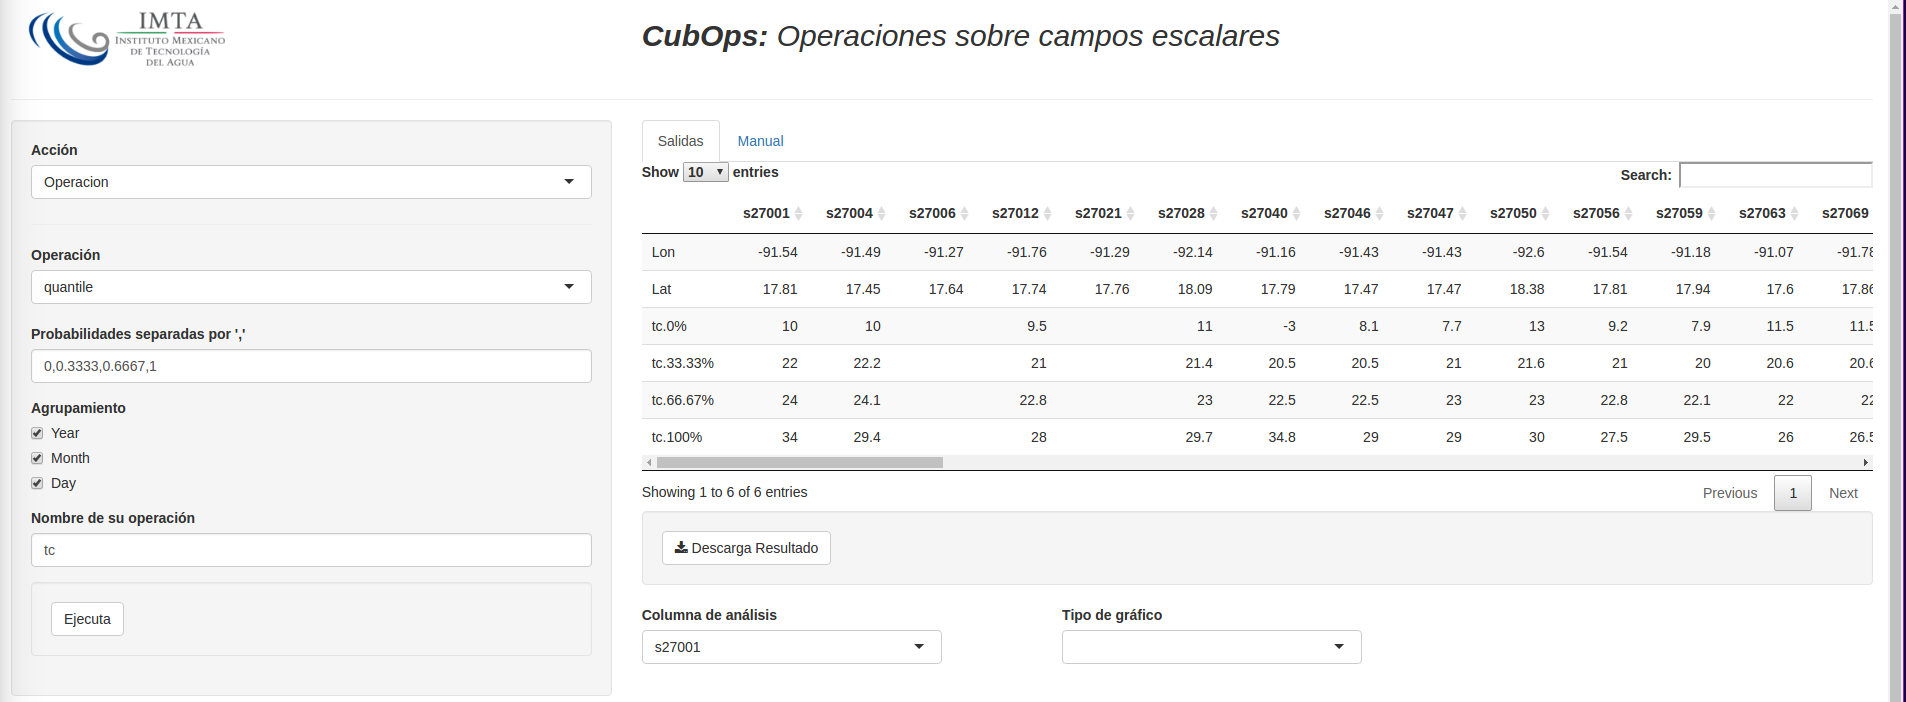 IMTA
INSTITUTO MEXICANO
DE TECNOLOGÍA
DEL AGUA
CubOps: Operaciones sobre campos escalares
Acción
Operacion
Operación
quantile
Probabilidades separadas por ','
0,0.3333,0.6667,1
Agrupamiento
Year
Month
Day
Nombre de su operación
tc
Ejecuta
Salidas Manual
Show 10 entries Search:
s27001 s27004 s27006 s27012 s27021 s27028 s27040 s27046 s27047 s27050 s27056 s27059 s27063 s27069
Lon -91.54 -91.49 -91.27 -91.76 -91.29 -92.14 -91.16 -91.43 -91.43 -92.6 -91.54 -91.18 -91.07 -91.78
Lat 17.81 17.45 17.64 17.74 17.76 18.09 17.79 17.47 17.47 18.38 17.81 17.94 17.6 17.86
tc.0% 10 10 9.5 11 -3 8.1 7.7 13 9.2 7.9 11.5 11.5
tc.33.33% 22 22.2 21 21.4 20.5 20.5 21 21.6 21 20 20.6 20.6
tc.66.67% 24 24.1 22.8 23 22.5 22.5 23 23 22.8 22.1 22 22
tc.100% 34 29.4 28 29.7 34.8 29 29 30 27.5 29.5 26 26.5
Showing 1 to 6 of 6 entries Previous 1 Next
Descarga Resultado
Columna de análisis Tipo de gráfico
s27001